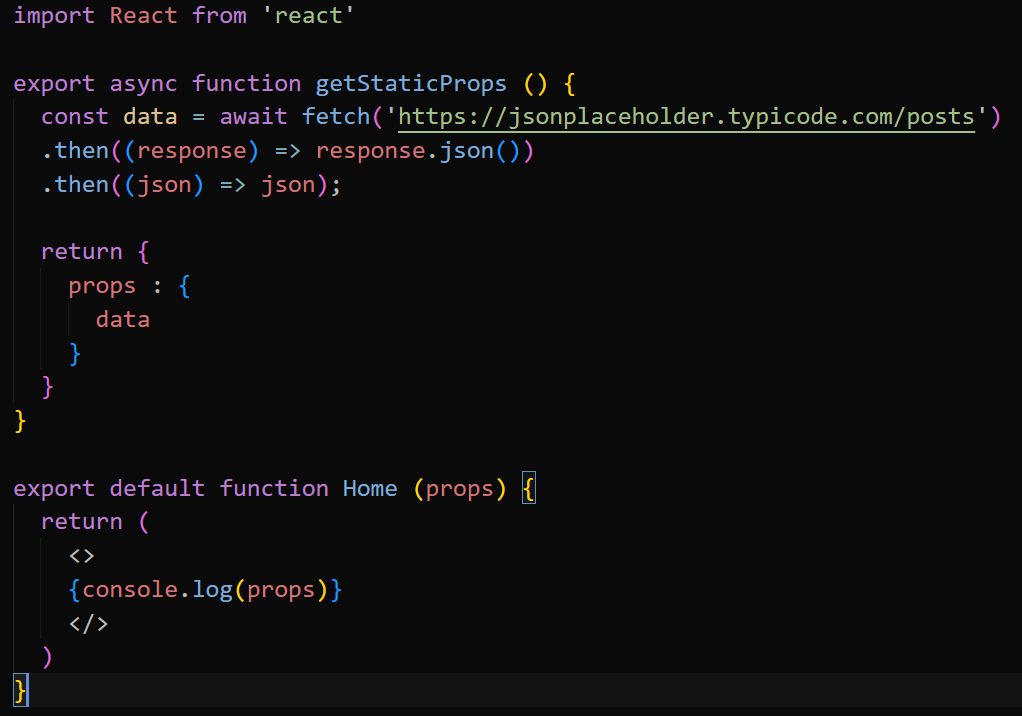 import React from 'react'
export async function getStaticProps () {
const data = await fetch('https://jsonplaceholder.typicode.com/posts')
.then((response) => response.json())
.then((json) => json);
return {
props : {
data
}
}
}
export default function Home (props) {
return (
<>
{console.log(props)}
</>
)
}